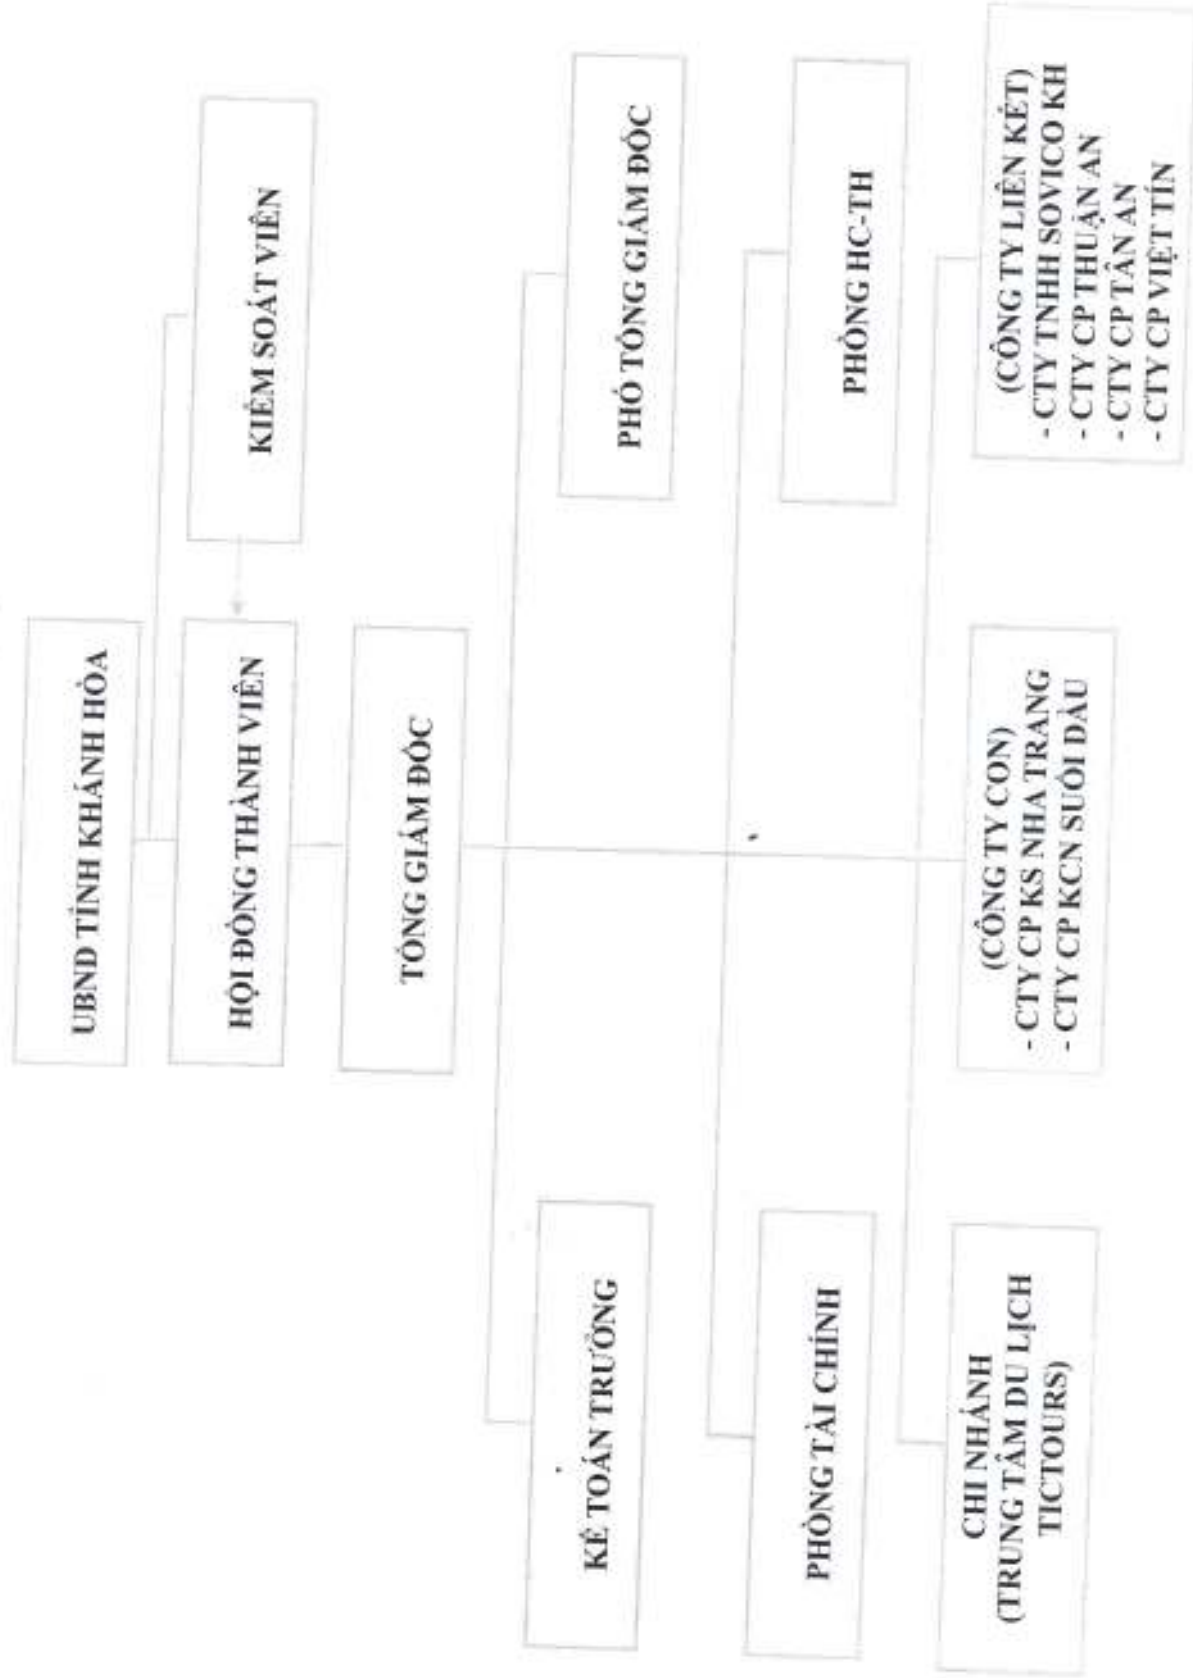 UBND TỈNH KHÁNH HÒA
HỘI ĐỒNG THÀNH VIÊN
KIỂM SOÁT VIÊN
TỔNG GIÁM ĐỐC
KẾ TOÁN TRƯỞNG
PHÓ TỔNG GIÁM ĐỐC
PHÒNG TÀI CHÍNH
PHÒNG HC-TH
CHI NHÁNH
(TRUNG TÂM DU LỊCH
TICTOURS)
(CÔNG TY CON)
- CTY CP KS NHA TRANG
- CTY CP KCN SUỐI DẦU
(CÔNG TY LIÊN KẾT)
- CTY TNHH SOVICO KH
- CTY CP THUẬN AN
- CTY CP TÂN AN
- CTY CP VIỆT TÍN